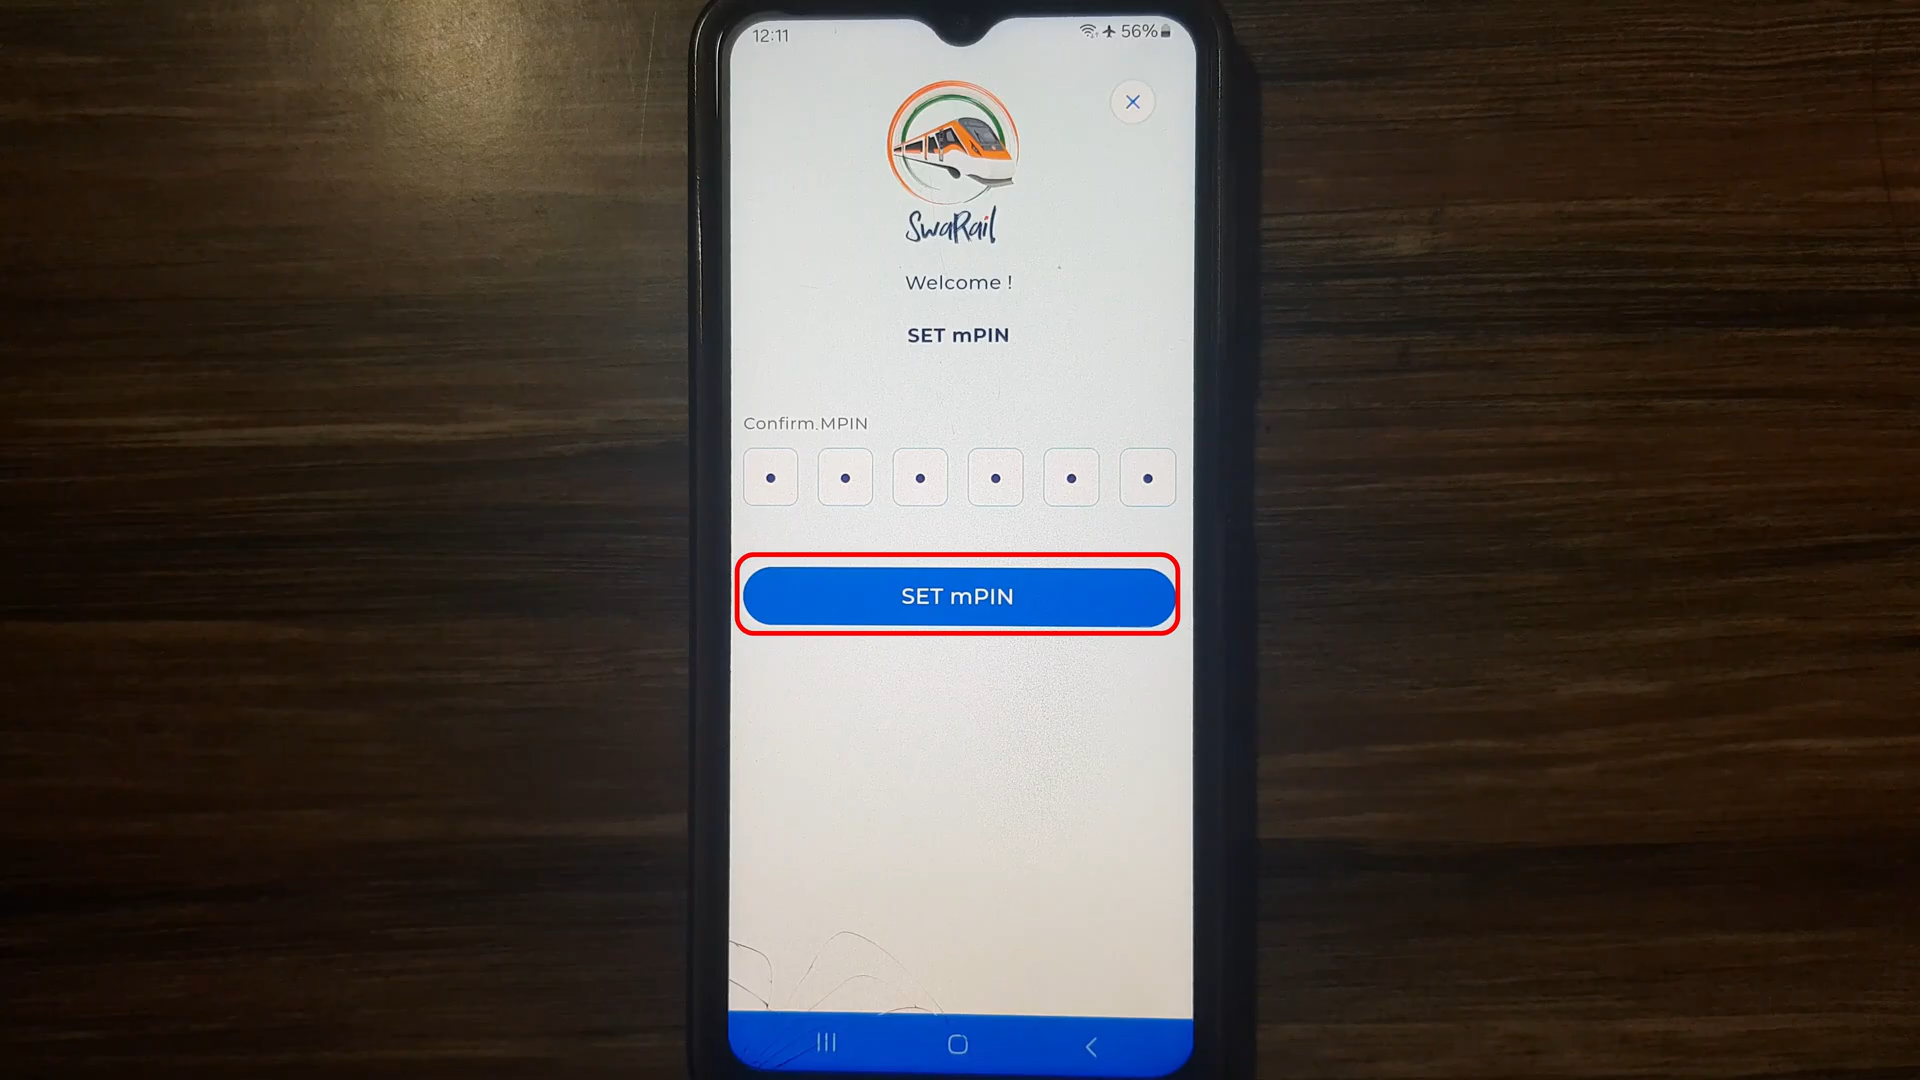 12:11
56%
SwaRail
Welcome !
SET mPIN
Confirm.MPIN
SET mPIN